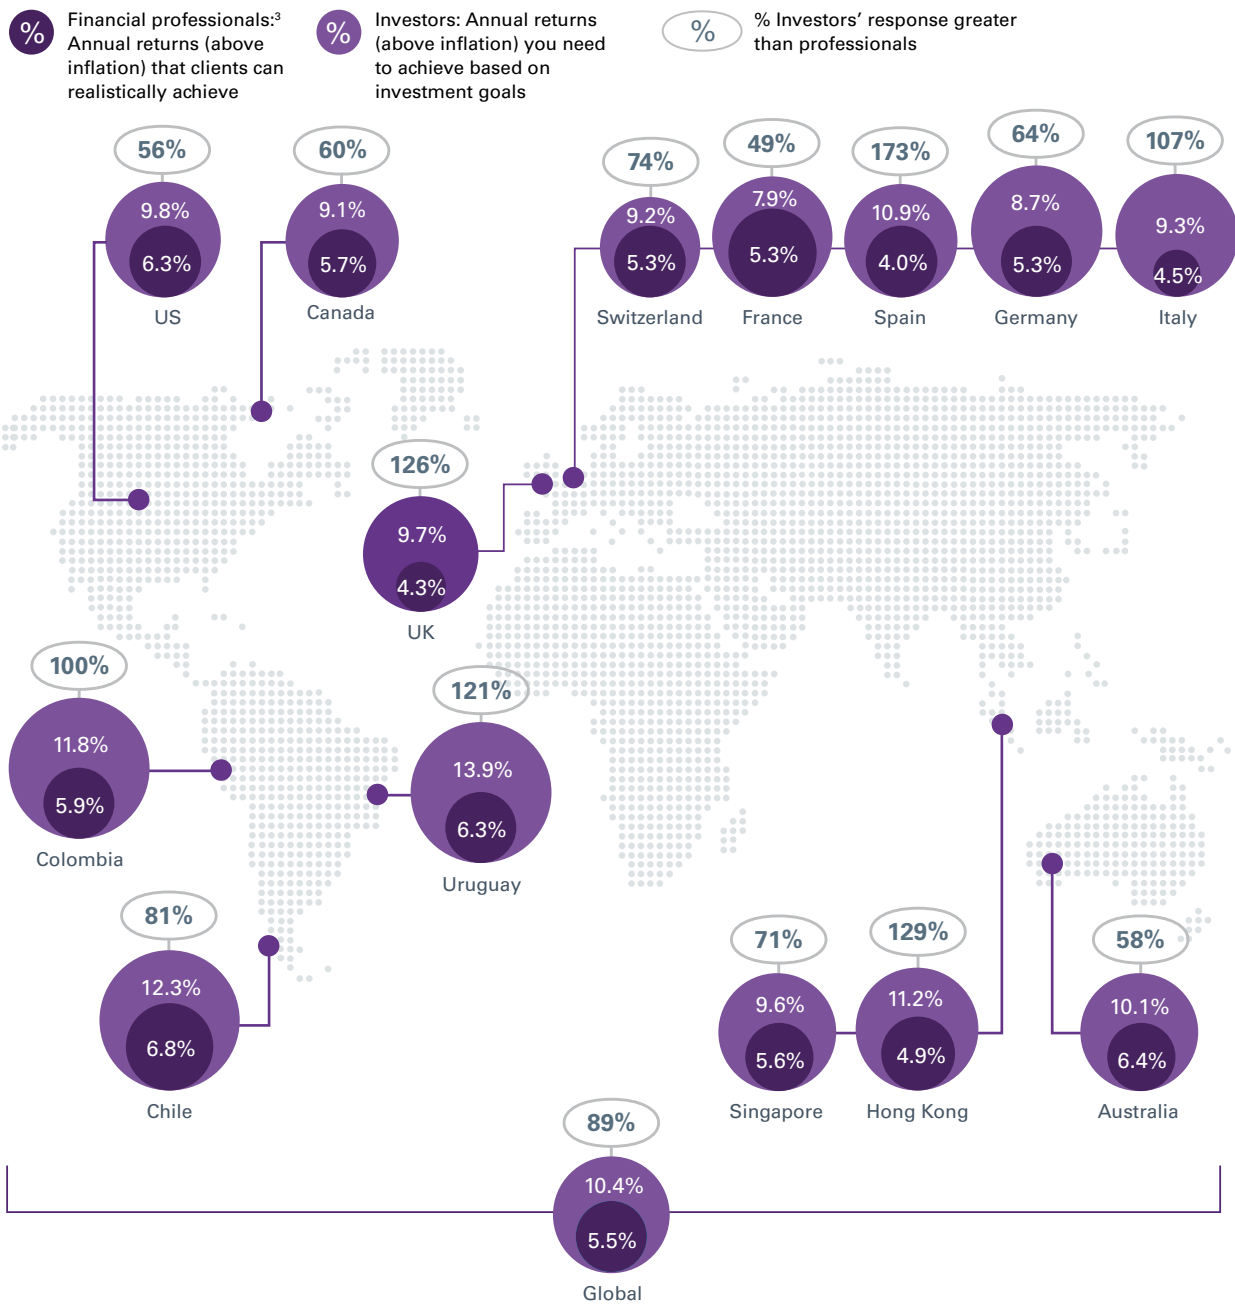 %
Financial professionals:³
Annual returns (above
inflation) that clients can
realistically achieve
%
Investors: Annual returns
(above inflation) you need
to achieve based on
investment goals
%
% Investors’ response greater
than professionals
56%
9.8%
6.3%
US
60%
9.1%
5.7%
Canada
74%
9.2%
5.3%
Switzerland
49%
7.9%
5.3%
France
173%
10.9%
4.0%
Spain
64%
8.7%
5.3%
Germany
107%
9.3%
4.5%
Italy
126%
9.7%
4.3%
UK
100%
11.8%
5.9%
Colombia
121%
13.9%
6.3%
Uruguay
81%
12.3%
6.8%
Chile
71%
9.6%
5.6%
Singapore
129%
11.2%
4.9%
Hong Kong
58%
10.1%
6.4%
Australia
89%
10.4%
5.5%
Global